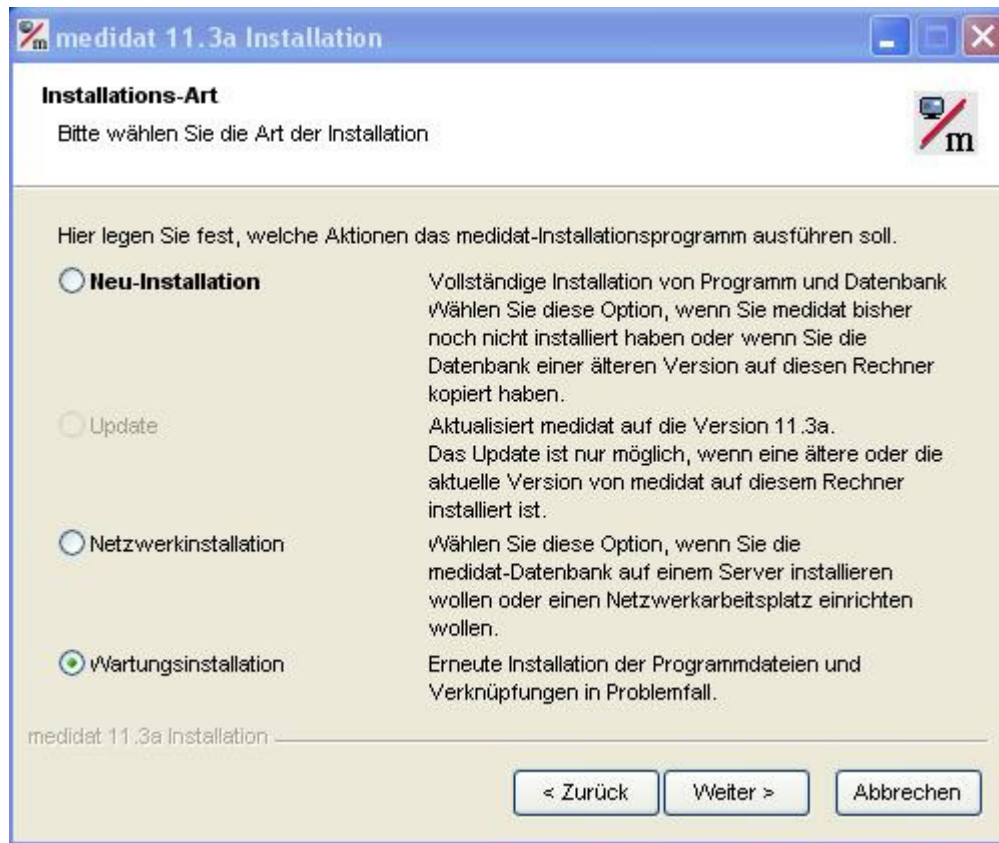 medidat 11.3a Installation
Installations-Art
Bitte wählen Sie die Art der Installation
m
Hier legen Sie fest, welche Aktionen das medidat-Installationsprogramm ausführen soll.
Neu-Installation
Vollständige Installation von Programm und Datenbank
Wählen Sie diese Option, wenn Sie medidat bisher
noch nicht installiert haben oder wenn Sie die
Datenbank einer älteren Version auf diesen Rechner
kopiert haben.
Update
Aktualisiert medidat auf die Version 11.3a.
Das Update ist nur möglich, wenn eine ältere oder die
aktuelle Version von medidat auf diesem Rechner
installiert ist.
Netzwerkinstallation
Wählen Sie diese Option, wenn Sie die
medidat-Datenbank auf einem Server installieren
wollen oder einen Netzwerkarbeitsplatz einrichten
wollen.
Wartungsinstallation
Erneute Installation der Programmdateien und
Verknüpfungen in Problemfall.
medidat 11.3a Installation
< Zurück
Weiter >
Abbrechen